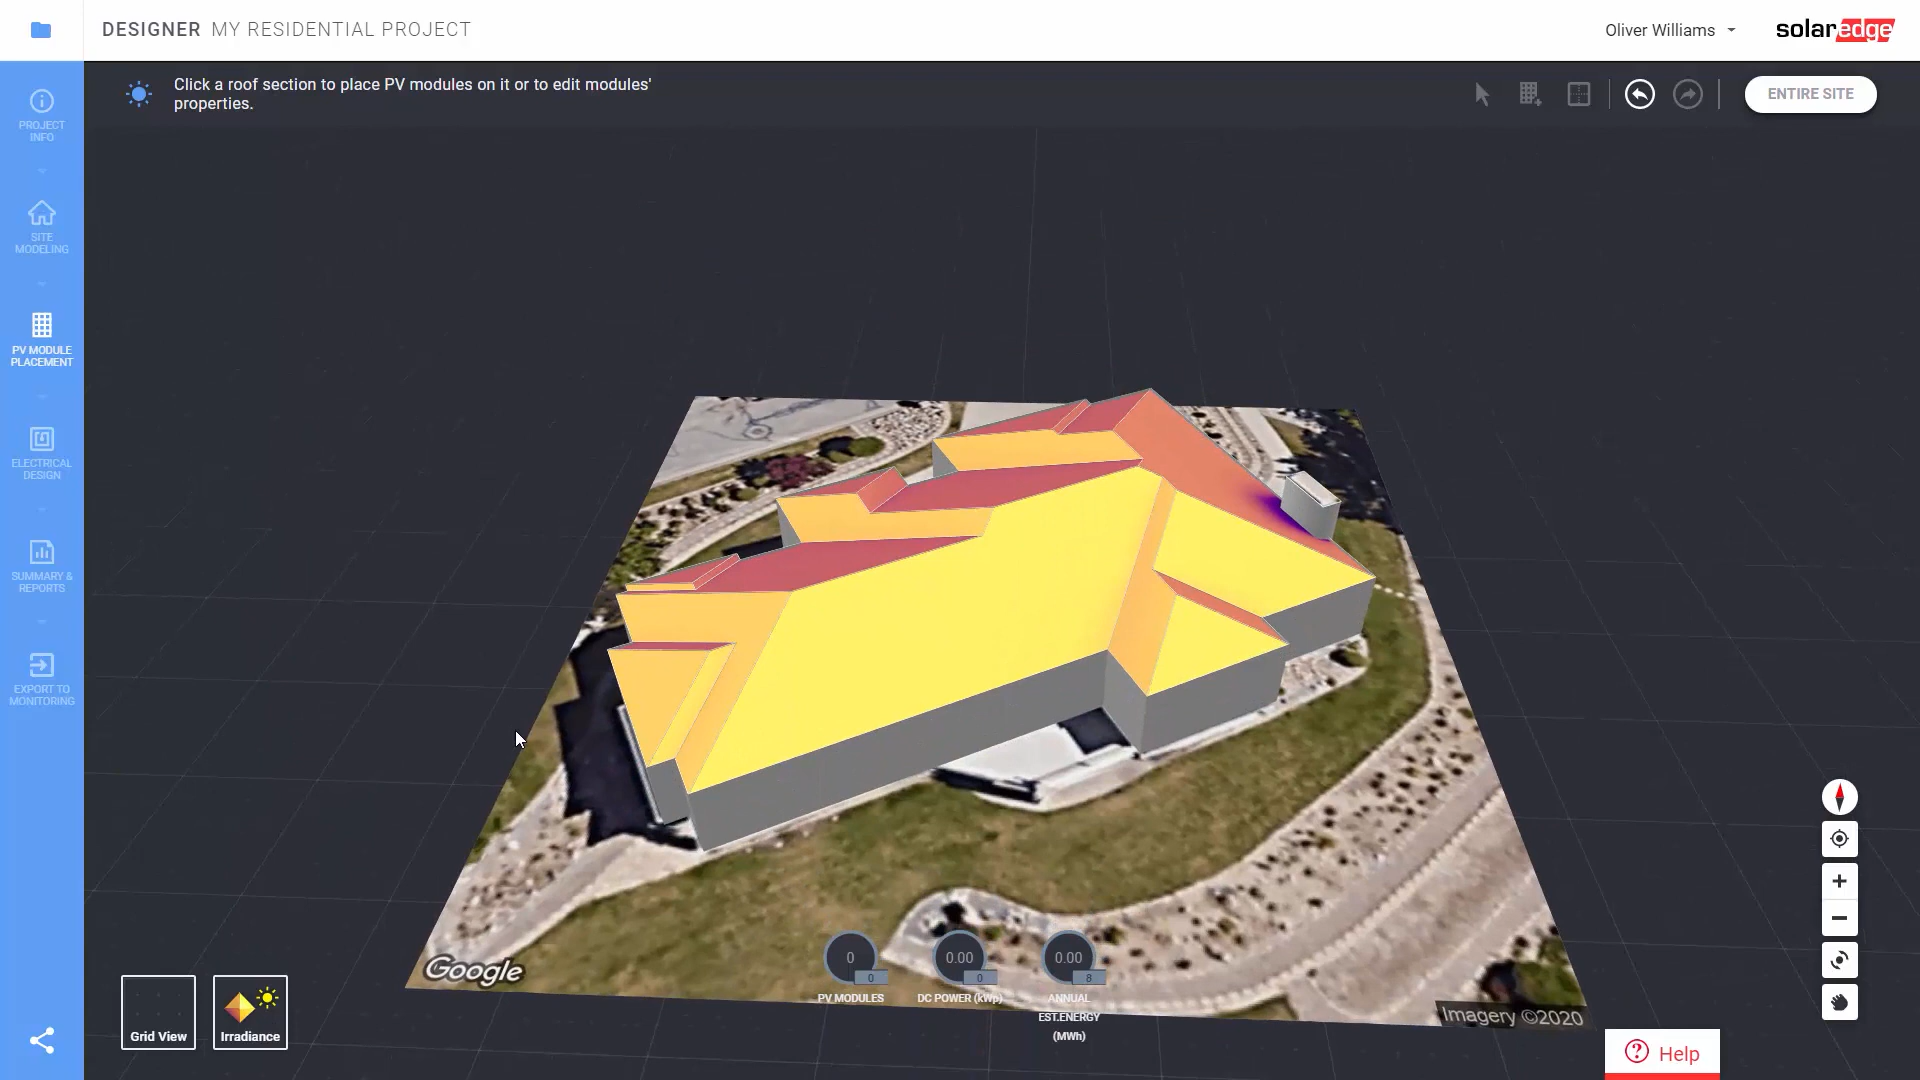 DESIGNER MY RESIDENTIAL PROJECT
Oliver Williams
solaredge
Click a roof section to place PV modules on it or to edit modules'
properties.
ENTIRE SITE
PROJECT
INFO
SITE
MODELING
PV MODULE
PLACEMENT
ELECTRICAL
DESIGN
SUMMARY &
REPORTS
EXPORT TO
MONITORING
Google
Imagery ©2020
Grid View
Irradiance
0
0
PV MODULES
0.00
0
DC POWER (kWp)
0.00
8
ANNUAL
EST.ENERGY
(MWh)
Help